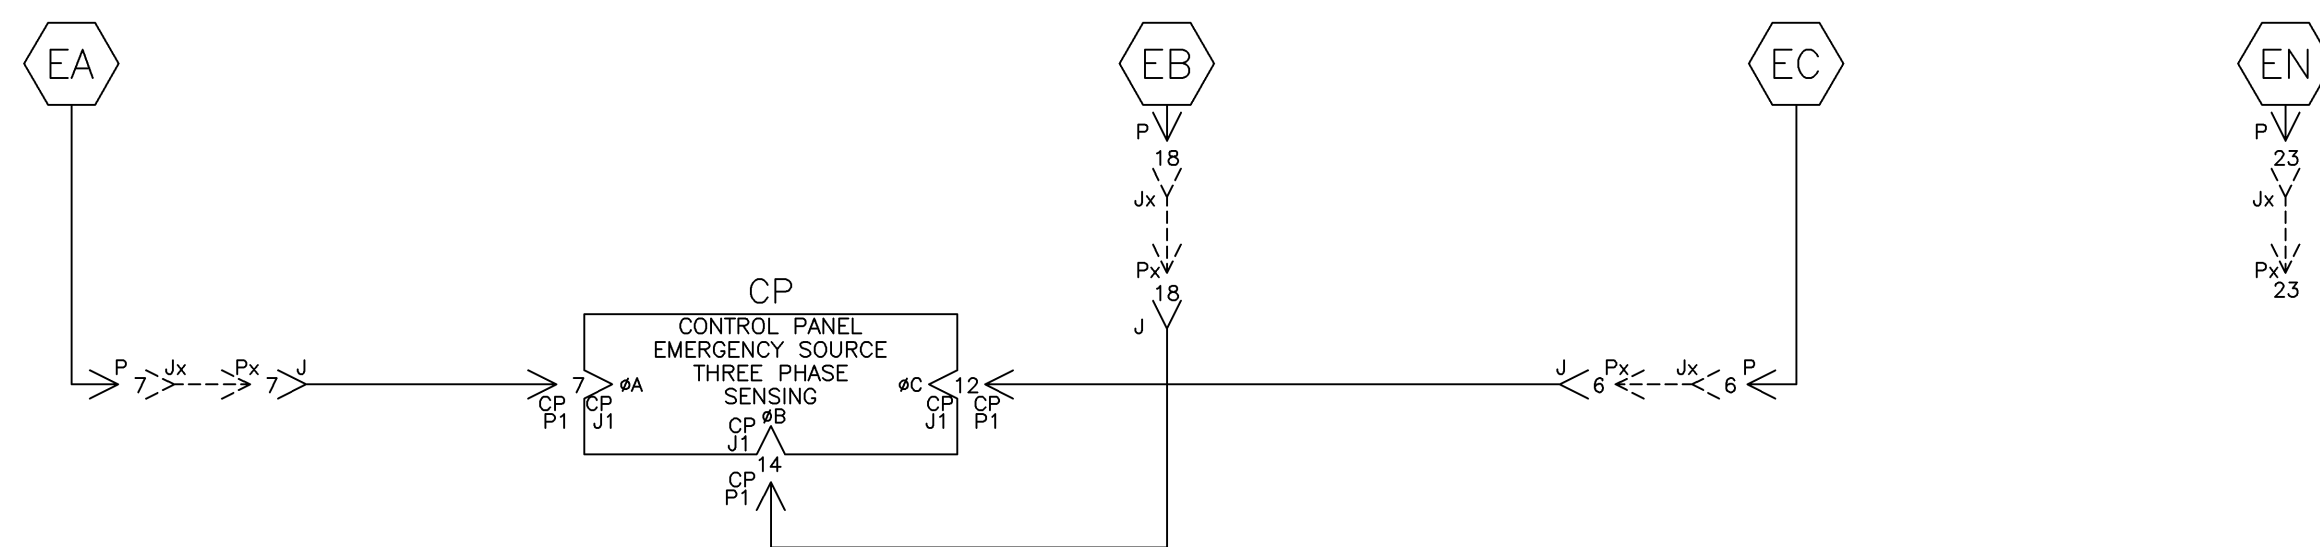 EA
EB
EC
EN
P
18
Jx
Px
18
J
P
23
Jx
Px
23
CP
CONTROL PANEL
EMERGENCY SOURCE
THREE PHASE
SENSING
P 7 Jx Px 7 J
7 øA
CP CP
P1 J1
øC 12
CP CP
J1 P1
J 6 Px Jx 6 P
øB
CP
J1
14
CP
P1